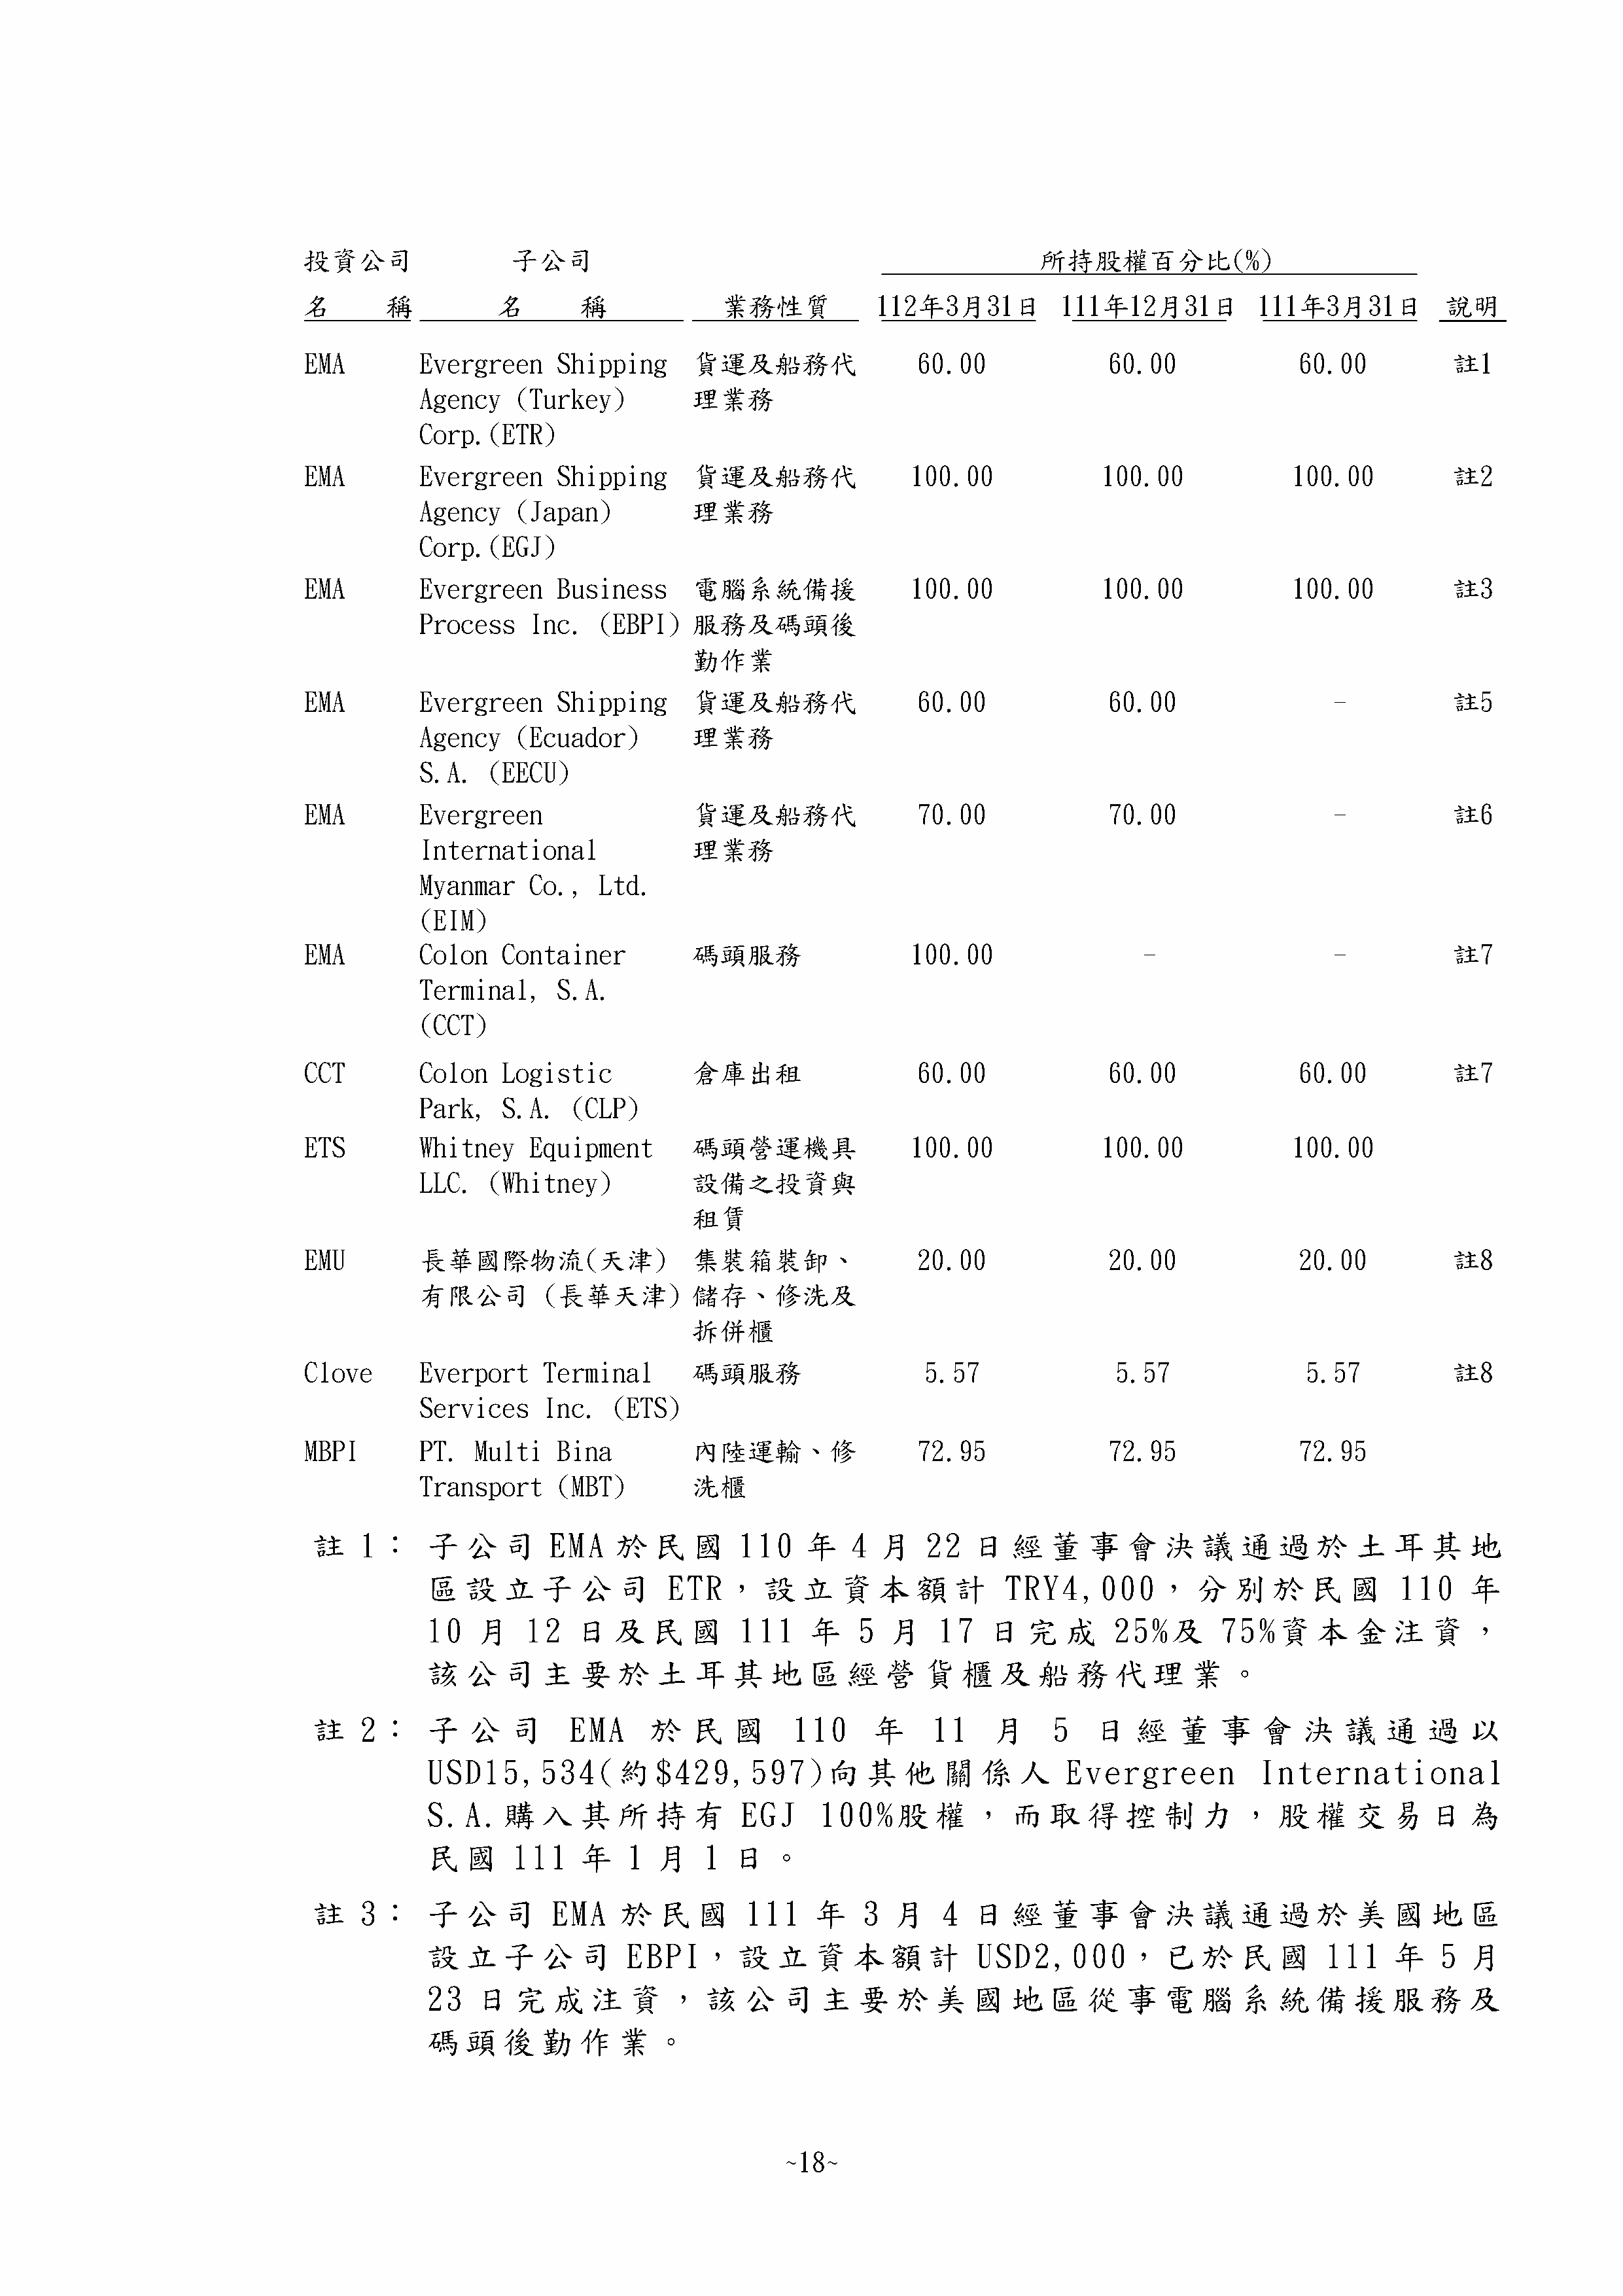 投資公司 子公司 所持股權百分比(%)
名 稱 名 稱 業務性質 112年3月31日 111年12月31日 111年3月31日 說明
EMA Evergreen Shipping 貨運及船務代 60.00 60.00 60.00 註1
Agency (Turkey) 理業務
Corp.(ETR)
EMA Evergreen Shipping 貨運及船務代 100.00 100.00 100.00 註2
Agency (Japan) 理業務
Corp.(EGJ)
EMA Evergreen Business 電腦系統備援 100.00 100.00 100.00 註3
Process Inc. (EBPI) 服務及碼頭後
勤作業
EMA Evergreen Shipping 貨運及船務代 60.00 60.00 - 註5
Agency (Ecuador) 理業務
S.A. (EECU)
EMA Evergreen 貨運及船務代 70.00 70.00 - 註6
International 理業務
Myanmar Co., Ltd.
(EIM)
EMA Colon Container 碼頭服務 100.00 - - 註7
Terminal, S.A.
(CCT)
CCT Colon Logistic 倉庫出租 60.00 60.00 60.00 註7
Park, S.A. (CLP)
ETS Whitney Equipment 碼頭營運機具 100.00 100.00 100.00
LLC. (Whitney) 設備之投資與
租賃
EMU 長華國際物流(天津) 集裝箱裝卸、 20.00 20.00 20.00 註8
有限公司 (長華天津) 儲存、修洗及
拆併櫃
Clove Everport Terminal 碼頭服務 5.57 5.57 5.57 註8
Services Inc. (ETS)
MBPI PT. Multi Bina 內陸運輸、修 72.95 72.95 72.95
Transport (MBT) 洗櫃
註 1：子公司 EMA 於民國 110 年 4 月 22 日經董事會決議通過於土耳其地
區設立子公司 ETR，設立資本額計 TRY4,000，分別於民國 110 年
10 月 12 日及民國 111 年 5 月 17 日完成 25%及 75%資本金注資，
該公司主要於土耳其地區經營貨櫃及船務代理業。
註 2：子公司 EMA 於民國 110 年 11 月 5 日經董事會決議通過以
USD15,534(約$429,597)向其他關係人 Evergreen International
S.A.購入其所持有 EGJ 100%股權，而取得控制力，股權交易日為
民國 111 年 1 月 1 日。
註 3：子公司 EMA 於民國 111 年 3 月 4 日經董事會決議通過於美國地區
設立子公司 EBPI，設立資本額計 USD2,000，已於民國 111 年 5 月
23 日完成注資，該公司主要於美國地區從事電腦系統備援服務及
碼頭後勤作業。
~18~